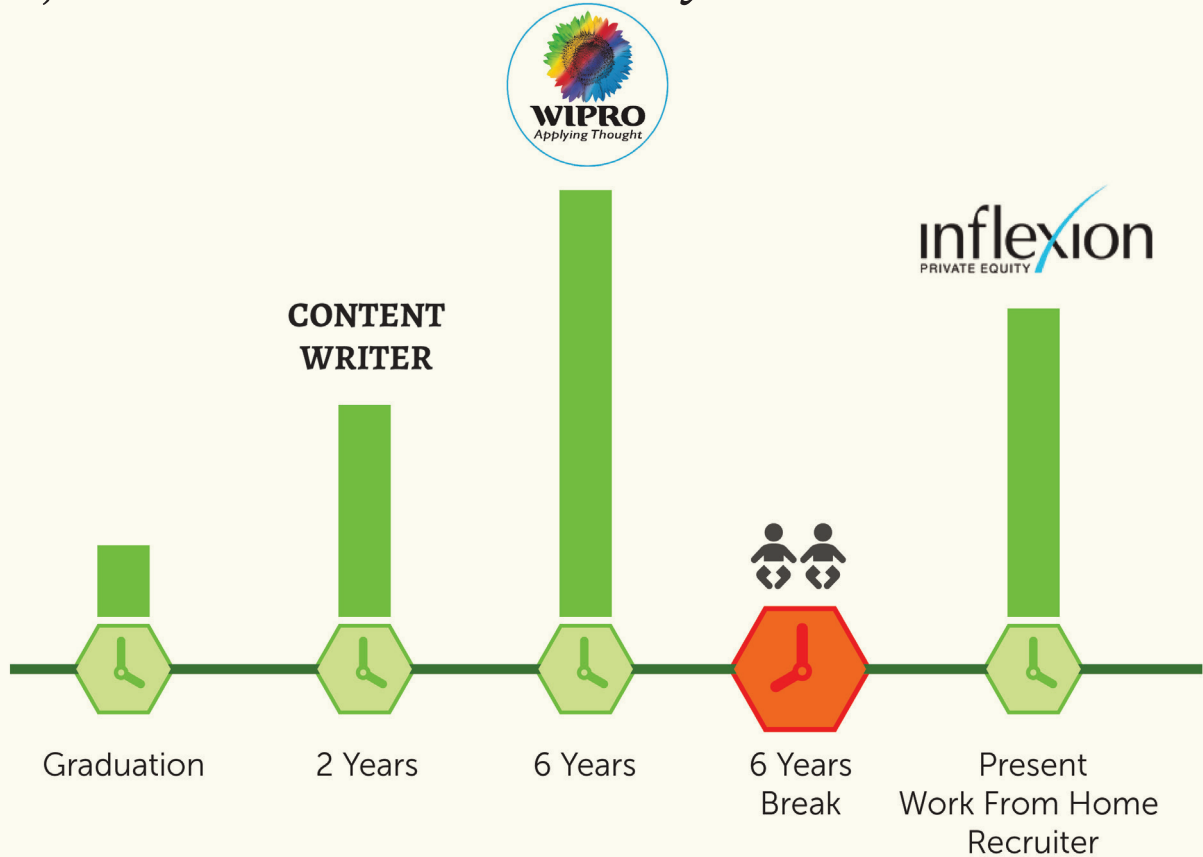 WIPRO
Applying Thought
inflexion
PRIVATE EQUITY
CONTENT
WRITER
Graduation
2 Years
6 Years
6 Years
Break
Present
Work From Home
Recruiter